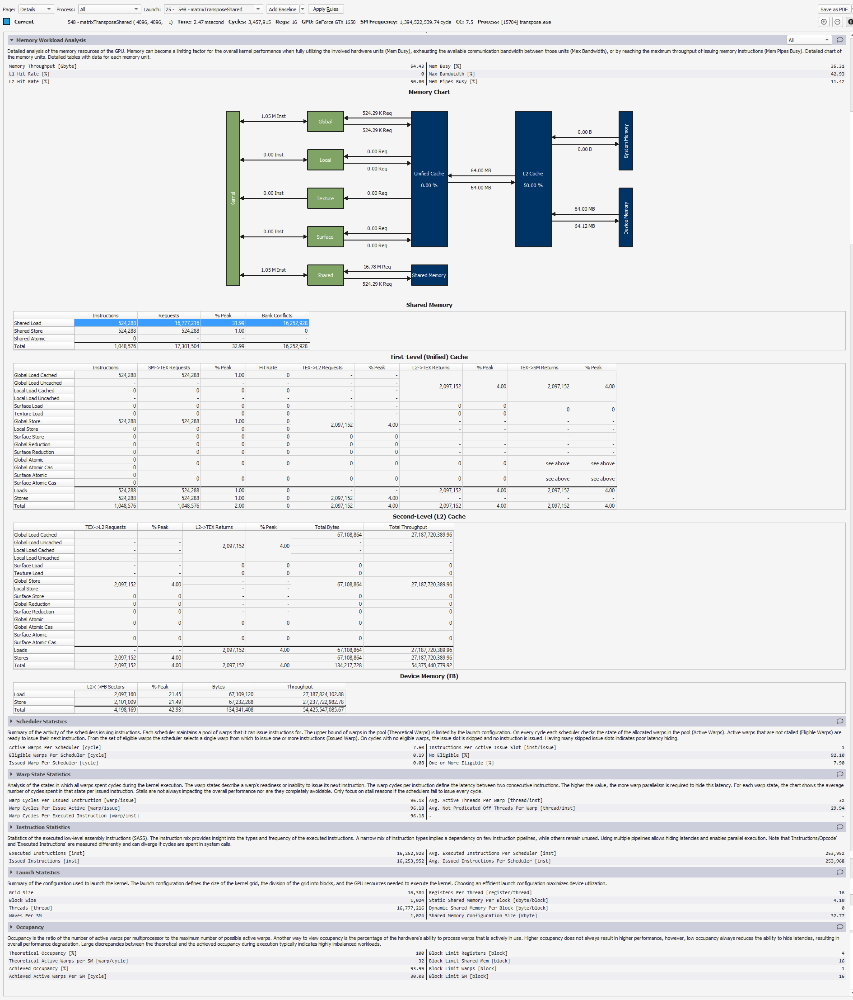 Page: Details Process: All Launch: 25 - 548 - matrixTransposeShared Add Baseline Apply Rules Save as PDF
Current 548 - matrixTransposeShared ( 4096, 4096, 1) Time: 2.47 msecond Cycles: 3,457,915 Regs: 16 GPU: GeForce GTX 1650 SM Frequency: 1,394,522,539.74 cycle CC: 7.5 Process: [15704] transpose.exe
Memory Workload Analysis All
Detailed analysis of the memory resources of the GPU. Memory can become a limiting factor for the overall kernel performance when fully utilizing the involved hardware units (Mem Busy), exhausting the available communication bandwidth between those units (Max Bandwidth), or by reaching the maximum throughput of issuing memory instructions (Mem Pipes Busy). Detailed chart of
the memory units. Detailed tables with data for each memory unit.
Memory Throughput [Gbyte] 54.43 Mem Busy [%] 35.31
L1 Hit Rate [%] 0 Max Bandwidth [%] 42.93
L2 Hit Rate [%] 50.00 Mem Pipes Busy [%] 11.42
Memory Chart
Kernel
1.05 M Inst Global 524.29 K Req
524.29 K Req
0.00 Inst Local 0.00 Req
0.00 Req
0.00 Inst Texture 0.00 Req
0.00 Inst Surface 0.00 Req
0.00 Req
1.05 M Inst Shared 16.78 M Req Shared Memory
524.29 K Req
Unified Cache
0.00 %
64.00 MB
64.00 MB
L2 Cache
50.00 %
0.00 B
0.00 B
System Memory
64.00 MB
64.12 MB
Device Memory
Shared Memory
Instructions Requests % Peak Bank Conflicts
Shared Load 524,288 16,777,216 31.99 16,252,928
Shared Store 524,288 524,288 1.00 0
Shared Atomic 0 - - -
Total 1,048,576 17,301,504 32.99 16,252,928
First-Level (Unified) Cache
Instructions SM->TEX Requests % Peak Hit Rate TEX->L2 Requests % Peak L2->TEX Returns % Peak TEX->SM Returns % Peak
Global Load Cached 524,288 524,288 1.00 0 - - 2,097,152 4.00 2,097,152 4.00
Global Load Uncached - - - - - -
Local Load Cached 0 0 0 0 - -
Local Load Uncached - - - - - -
Surface Load 0 0 0 0 - - 0 0 0 0
Texture Load 0 0 0 0 - - 0 0
Global Store 524,288 524,288 1.00 0 2,097,152 4.00 - - - -
Local Store 0 0 0 0 - - - -
Surface Store 0 0 0 0 0 0 - - - -
Global Reduction 0 0 0 0 0 0 - - - -
Surface Reduction 0 0 0 0 0 0 - - - -
Global Atomic 0 0 0 0 0 0 0 0 see above see above
Global Atomic Cas 0
Surface Atomic 0 0 0 0 0 0 0 0 see above see above
Surface Atomic Cas 0
Loads 524,288 524,288 1.00 0 - - 2,097,152 4.00 2,097,152 4.00
Stores 524,288 524,288 1.00 0 2,097,152 4.00 - - - -
Total 1,048,576 1,048,576 2.00 0 2,097,152 4.00 2,097,152 4.00 2,097,152 4.00
Second-Level (L2) Cache
TEX->L2 Requests % Peak L2->TEX Returns % Peak Total Bytes Total Throughput
Global Load Cached - - 2,097,152 4.00 67,108,864 27,187,720,389.96
Global Load Uncached - - - -
Local Load Cached - - - -
Local Load Uncached - - - -
Surface Load - - 0 0 0 0
Texture Load - - 0 0 0 0
Global Store 2,097,152 4.00 - - 67,108,864 27,187,720,389.96
Local Store - -
Surface Store 0 0 - - 0 0
Global Reduction 0 0 - - 0 0
Surface Reduction 0 0 - - 0 0
Global Atomic 0 0 0 0 0 0
Global Atomic Cas
Surface Atomic 0 0 0 0 0 0
Surface Atomic Cas
Loads - - 2,097,152 4.00 67,108,864 27,187,720,389.96
Stores 2,097,152 4.00 - - 67,108,864 27,187,720,389.96
Total 2,097,152 4.00 2,097,152 4.00 134,217,728 54,375,440,779.92
Device Memory (FB)
L2<->FB Sectors % Peak Bytes Throughput
Load 2,097,160 21.45 67,109,120 27,187,824,102.88
Store 2,101,009 21.49 67,232,288 27,237,722,982.78
Total 4,198,169 42.93 134,341,408 54,425,547,085.67
Scheduler Statistics
Summary of the activity of the schedulers issuing instructions. Each scheduler maintains a pool of warps that it can issue instructions for. The upper bound of warps in the pool (Theoretical Warps) is limited by the launch configuration. On every cycle each scheduler checks the state of the allocated warps in the pool (Active Warps). Active warps that are not stalled (Eligible Warps) are
ready to issue their next instruction. From the set of eligible warps the scheduler selects a single warp from which to issue one or more instructions (Issued Warp). On cycles with no eligible warps, the issue slot is skipped and no instruction is issued. Having many skipped issue slots indicates poor latency hiding.
Active Warps Per Scheduler [cycle] 7.60 Instructions Per Active Issue Slot [inst/issue] 1
Eligible Warps Per Scheduler [cycle] 0.19 No Eligible [%] 92.10
Issued Warp Per Scheduler [cycle] 0.08 One or More Eligible [%] 7.90
Warp State Statistics
Analysis of the states in which all warps spent cycles during the kernel execution. The warp states describe a warp's readiness or inability to issue its next instruction. The warp cycles per instruction define the latency between two consecutive instructions. The higher the value, the more warp parallelism is required to hide this latency. For each warp state, the chart shows the average
number of cycles spent in that state per issued instruction. Stalls are not always impacting the overall performance nor are they completely avoidable. Only focus on stall reasons if the schedulers fail to issue every cycle.
Warp Cycles Per Issued Instruction [warp/issue] 96.18 Avg. Active Threads Per Warp [thread/inst] 32
Warp Cycles Per Issue Active [warp/issue] 96.18 Avg. Not Predicated Off Threads Per Warp [thread/inst] 29.94
Warp Cycles Per Executed Instruction [warp/inst] 96.18 - -
Instruction Statistics
Statistics of the executed low-level assembly instructions (SASS). The instruction mix provides insight into the types and frequency of the executed instructions. A narrow mix of instruction types implies a dependency on few instruction pipelines, while others remain unused. Using multiple pipelines allows hiding latencies and enables parallel execution. Note that 'Instructions/Opcode'
and 'Executed Instructions' are measured differently and can diverge if cycles are spent in system calls.
Executed Instructions [inst] 16,252,928 Avg. Executed Instructions Per Scheduler [inst] 253,952
Issued Instructions [inst] 16,253,952 Avg. Issued Instructions Per Scheduler [inst] 253,968
Launch Statistics
Summary of the configuration used to launch the kernel. The launch configuration defines the size of the kernel grid, the division of the grid into blocks, and the GPU resources needed to execute the kernel. Choosing an efficient launch configuration maximizes device utilization.
Grid Size 16,384 Registers Per Thread [register/thread] 16
Block Size 1,024 Static Shared Memory Per Block [Kbyte/block] 4.10
Threads [thread] 16,777,216 Dynamic Shared Memory Per Block [byte/block] 0
Waves Per SM 1,024 Shared Memory Configuration Size [Kbyte] 32.77
Occupancy
Occupancy is the ratio of the number of active warps per multiprocessor to the maximum number of possible active warps. Another way to view occupancy is the percentage of the hardware's ability to process warps that is actively in use. Higher occupancy does not always result in higher performance, however, low occupancy always reduces the ability to hide latencies, resulting in
overall performance degradation. Large discrepancies between the theoretical and the achieved occupancy during execution typically indicates highly imbalanced workloads.
Theoretical Occupancy [%] 100 Block Limit Registers [block] 4
Theoretical Active Warps per SM [warp/cycle] 32 Block Limit Shared Mem [block] 16
Achieved Occupancy [%] 93.99 Block Limit Warps [block] 1
Achieved Active Warps Per SM [cycle] 30.08 Block Limit SM [block] 16